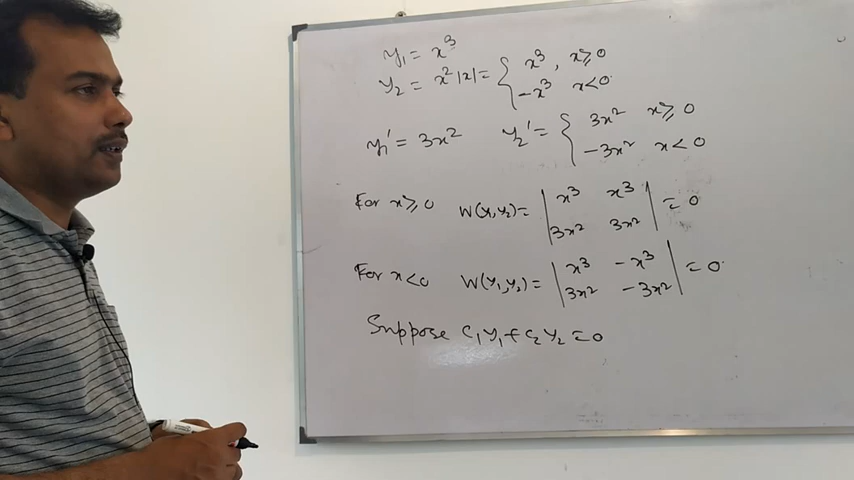 y₁ = x³
y₂ = x²|x| = { x³, x≥0
-x³ x<0
y₁' = 3x² y₂' = { 3x² x≥0
-3x² x<0
For x≥0 W(y₁,y₂) = | x³ x³ | = 0
3x² 3x²
For x<0 W(y₁,y₂) = | x³ -x³ | = 0
3x² -3x²
Suppose c₁y₁+c₂y₂=0